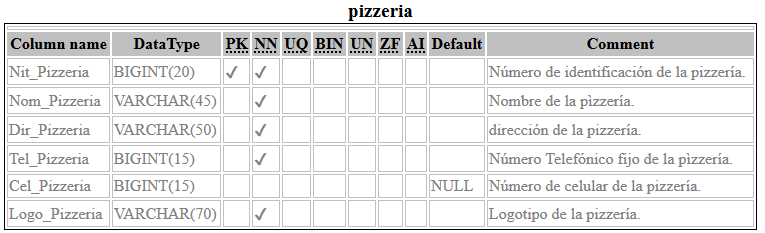 pizzeria
Column name DataType PK NN UQ BIN UN ZF AI Default Comment
Nit_Pizzeria BIGINT(20) ✓ ✓ Número de identificación de la pizzería.
Nom_Pizzeria VARCHAR(45) ✓ Nombre de la pìzzería.
Dir_Pizzeria VARCHAR(50) ✓ dirección de la pizzería.
Tel_Pizzeria BIGINT(15) ✓ Número Telefónico fijo de la pìzzería.
Cel_Pizzeria BIGINT(15) NULL Número de celular de la pizzería.
Logo_Pizzeria VARCHAR(70) ✓ Logotipo de la pizzería.